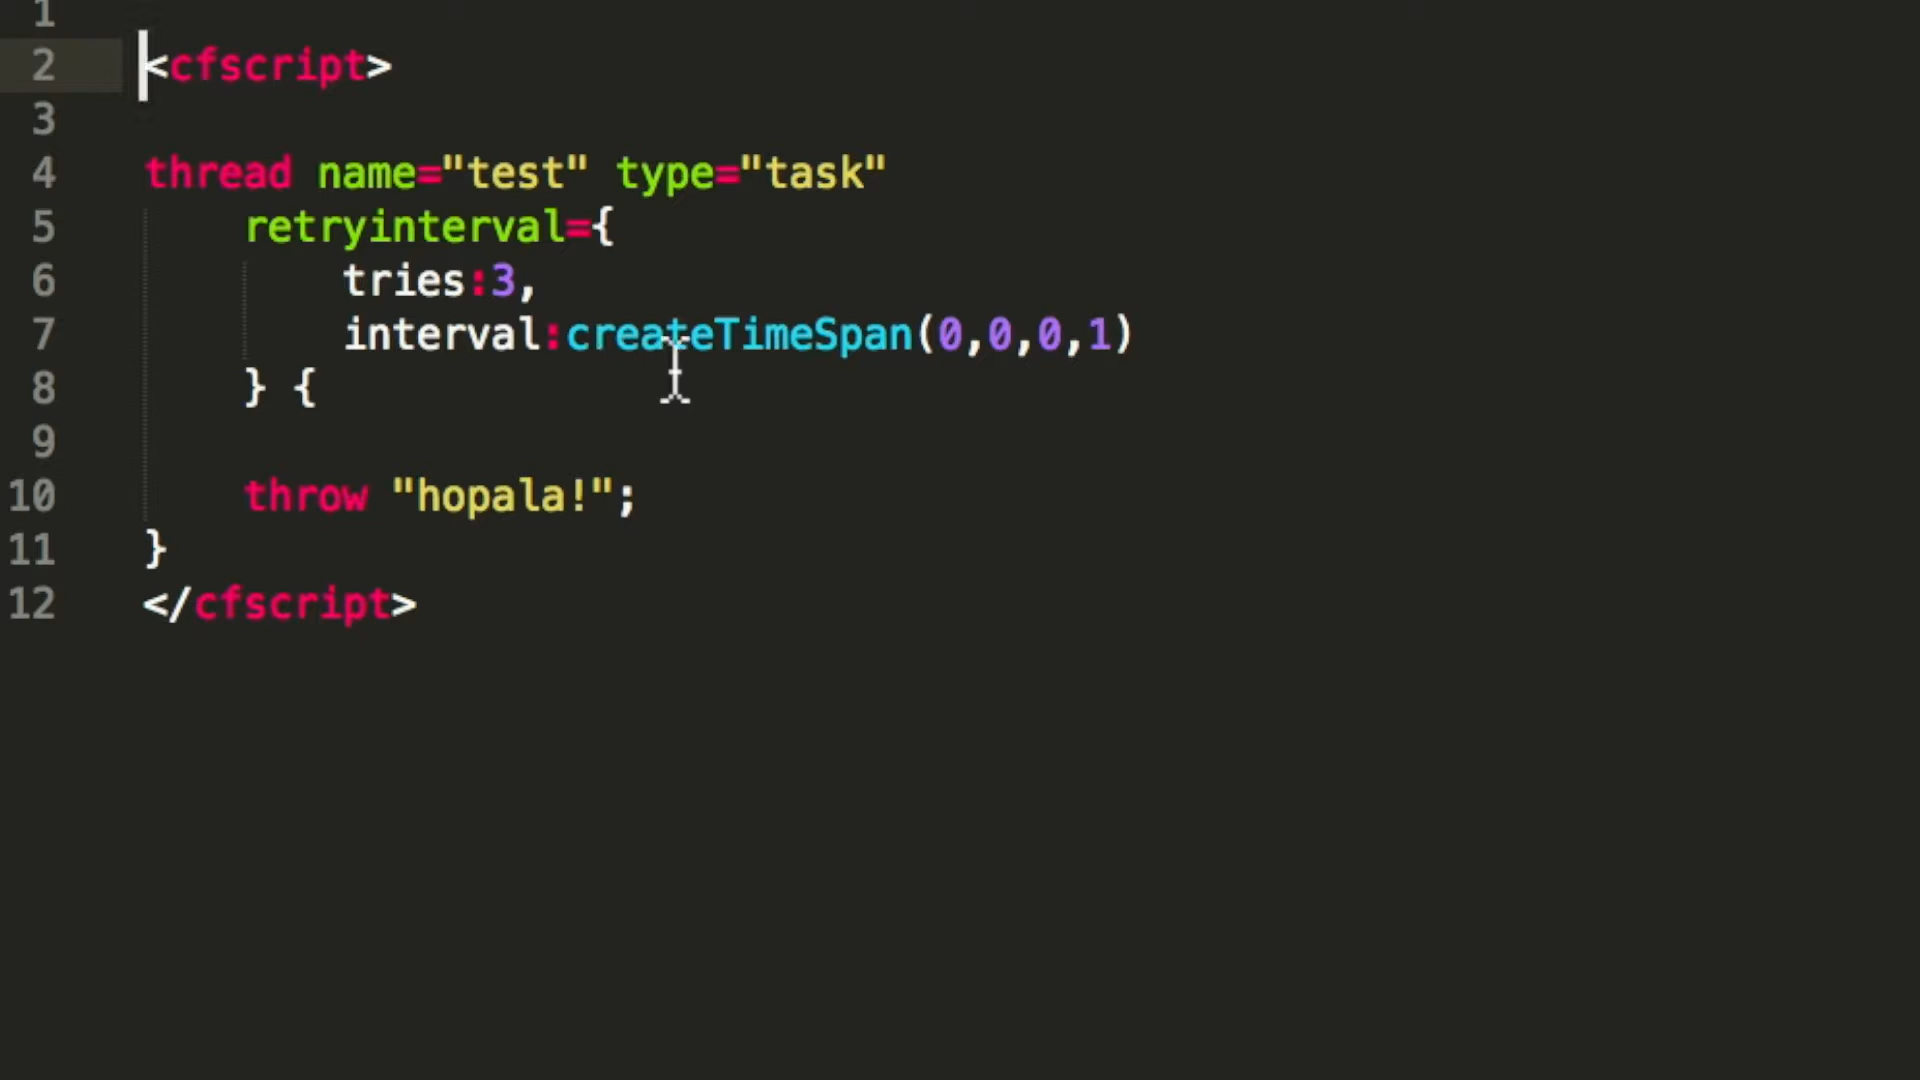 1
2 <cfscript>
3
4 thread name="test" type="task"
5 retryinterval={
6 tries:3,
7 interval:createTimeSpan(0,0,0,1)
8 } {
9
10 throw "hopala!";
11 }
12 </cfscript>